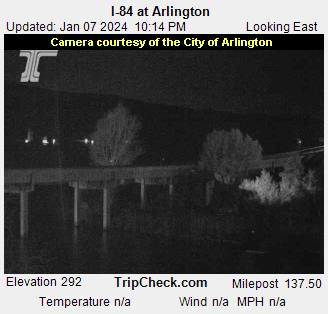 I-84 at Arlington
Updated: Jan 07 2024 10:14 PM Looking East
Camera courtesy of the City of Arlington
Elevation 292 TripCheck.com Milepost 137.50
Temperature n/a Wind n/a MPH n/a